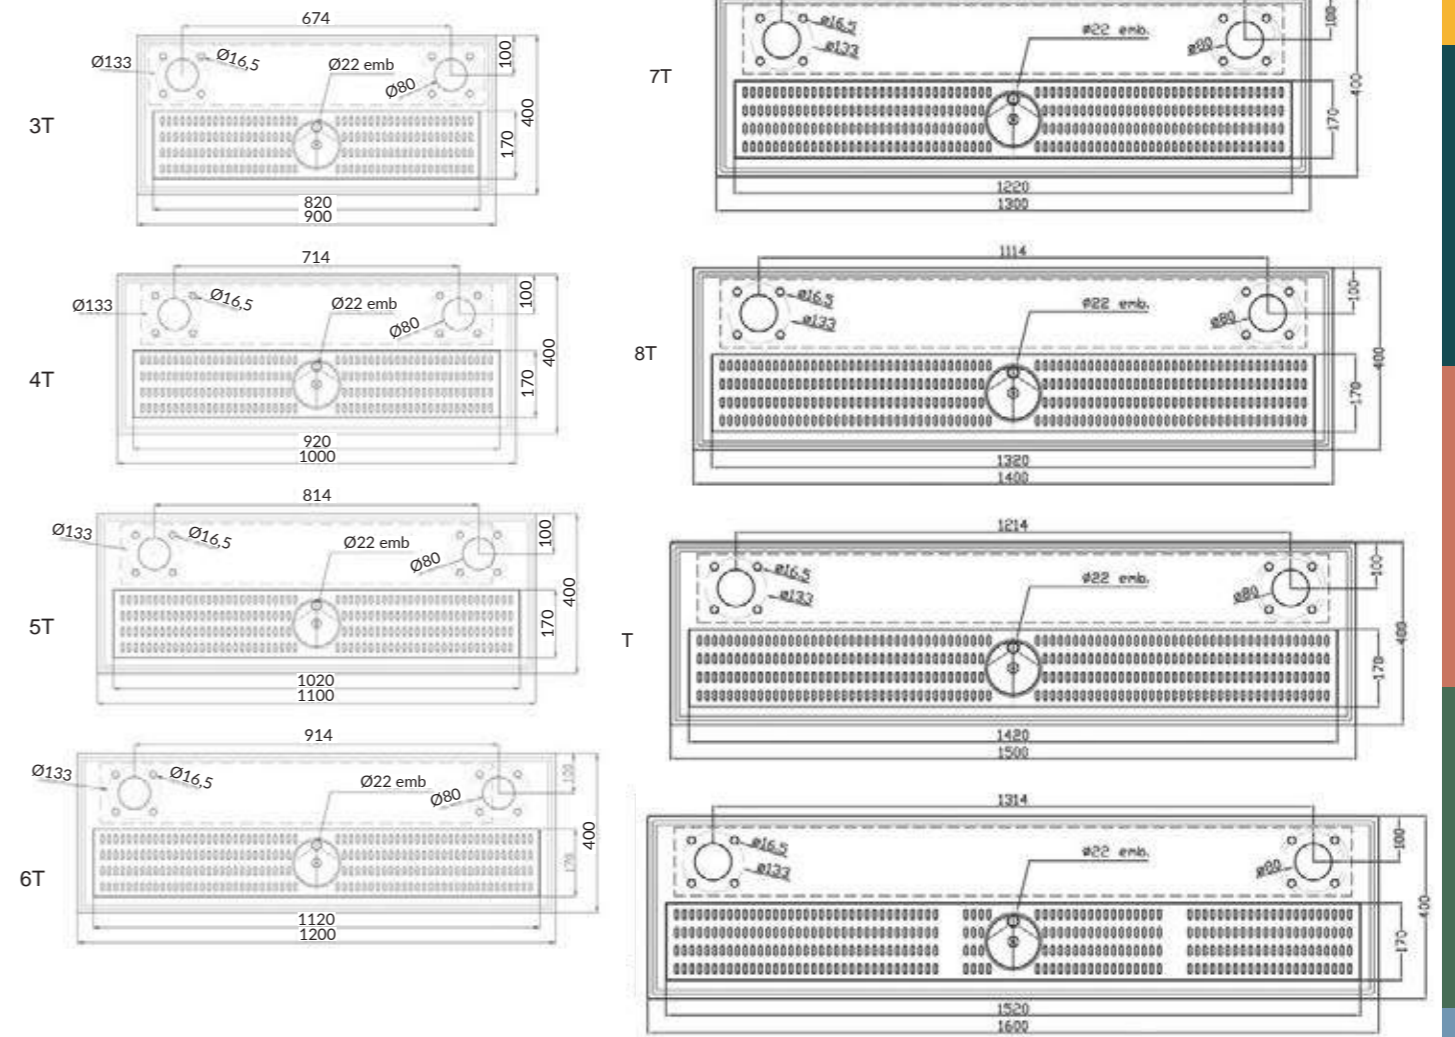 674
Ø133
Ø16,5
Ø22 emb
Ø80
100
400
170
3T
820
900
714
Ø133
Ø16,5
Ø22 emb
Ø80
100
400
170
4T
920
1000
814
Ø133
Ø16,5
Ø22 emb
Ø80
100
400
170
5T
1020
1100
914
Ø133
Ø16,5
Ø22 emb
Ø80
100
400
170
6T
1120
1200
ø16.5
ø133
ø22 emb.
ø80
100
400
170
7T
1220
1300
1114
ø16.5
ø133
ø22 emb.
ø80
100
400
170
8T
1320
1400
1214
ø16.5
ø133
ø22 emb.
ø80
100
400
170
T
1420
1500
1314
ø16.5
ø133
ø22 emb.
ø80
100
400
170
1520
1600